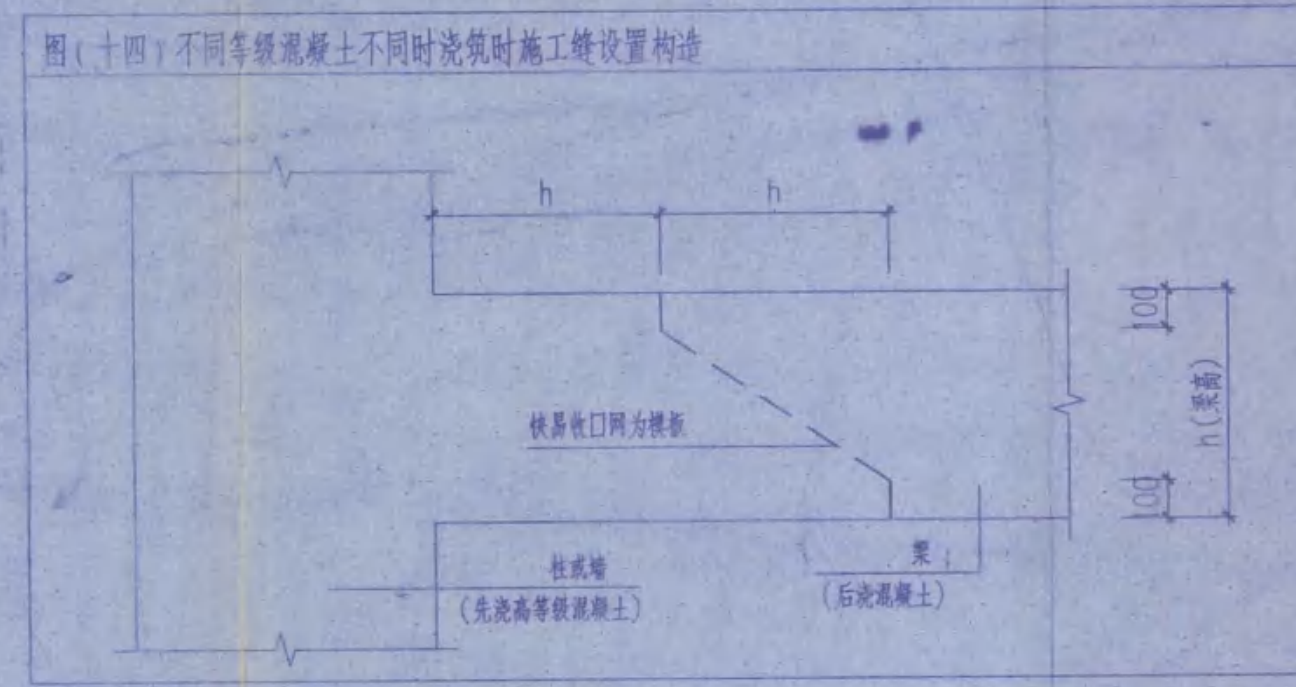 图(十四)不同等级混凝土不同时浇筑时施工缝设置构造
h
h
100
h(梁高)
快易收口网为模板
100
柱或墙
(先浇高等级混凝土)
梁
(后浇混凝土)